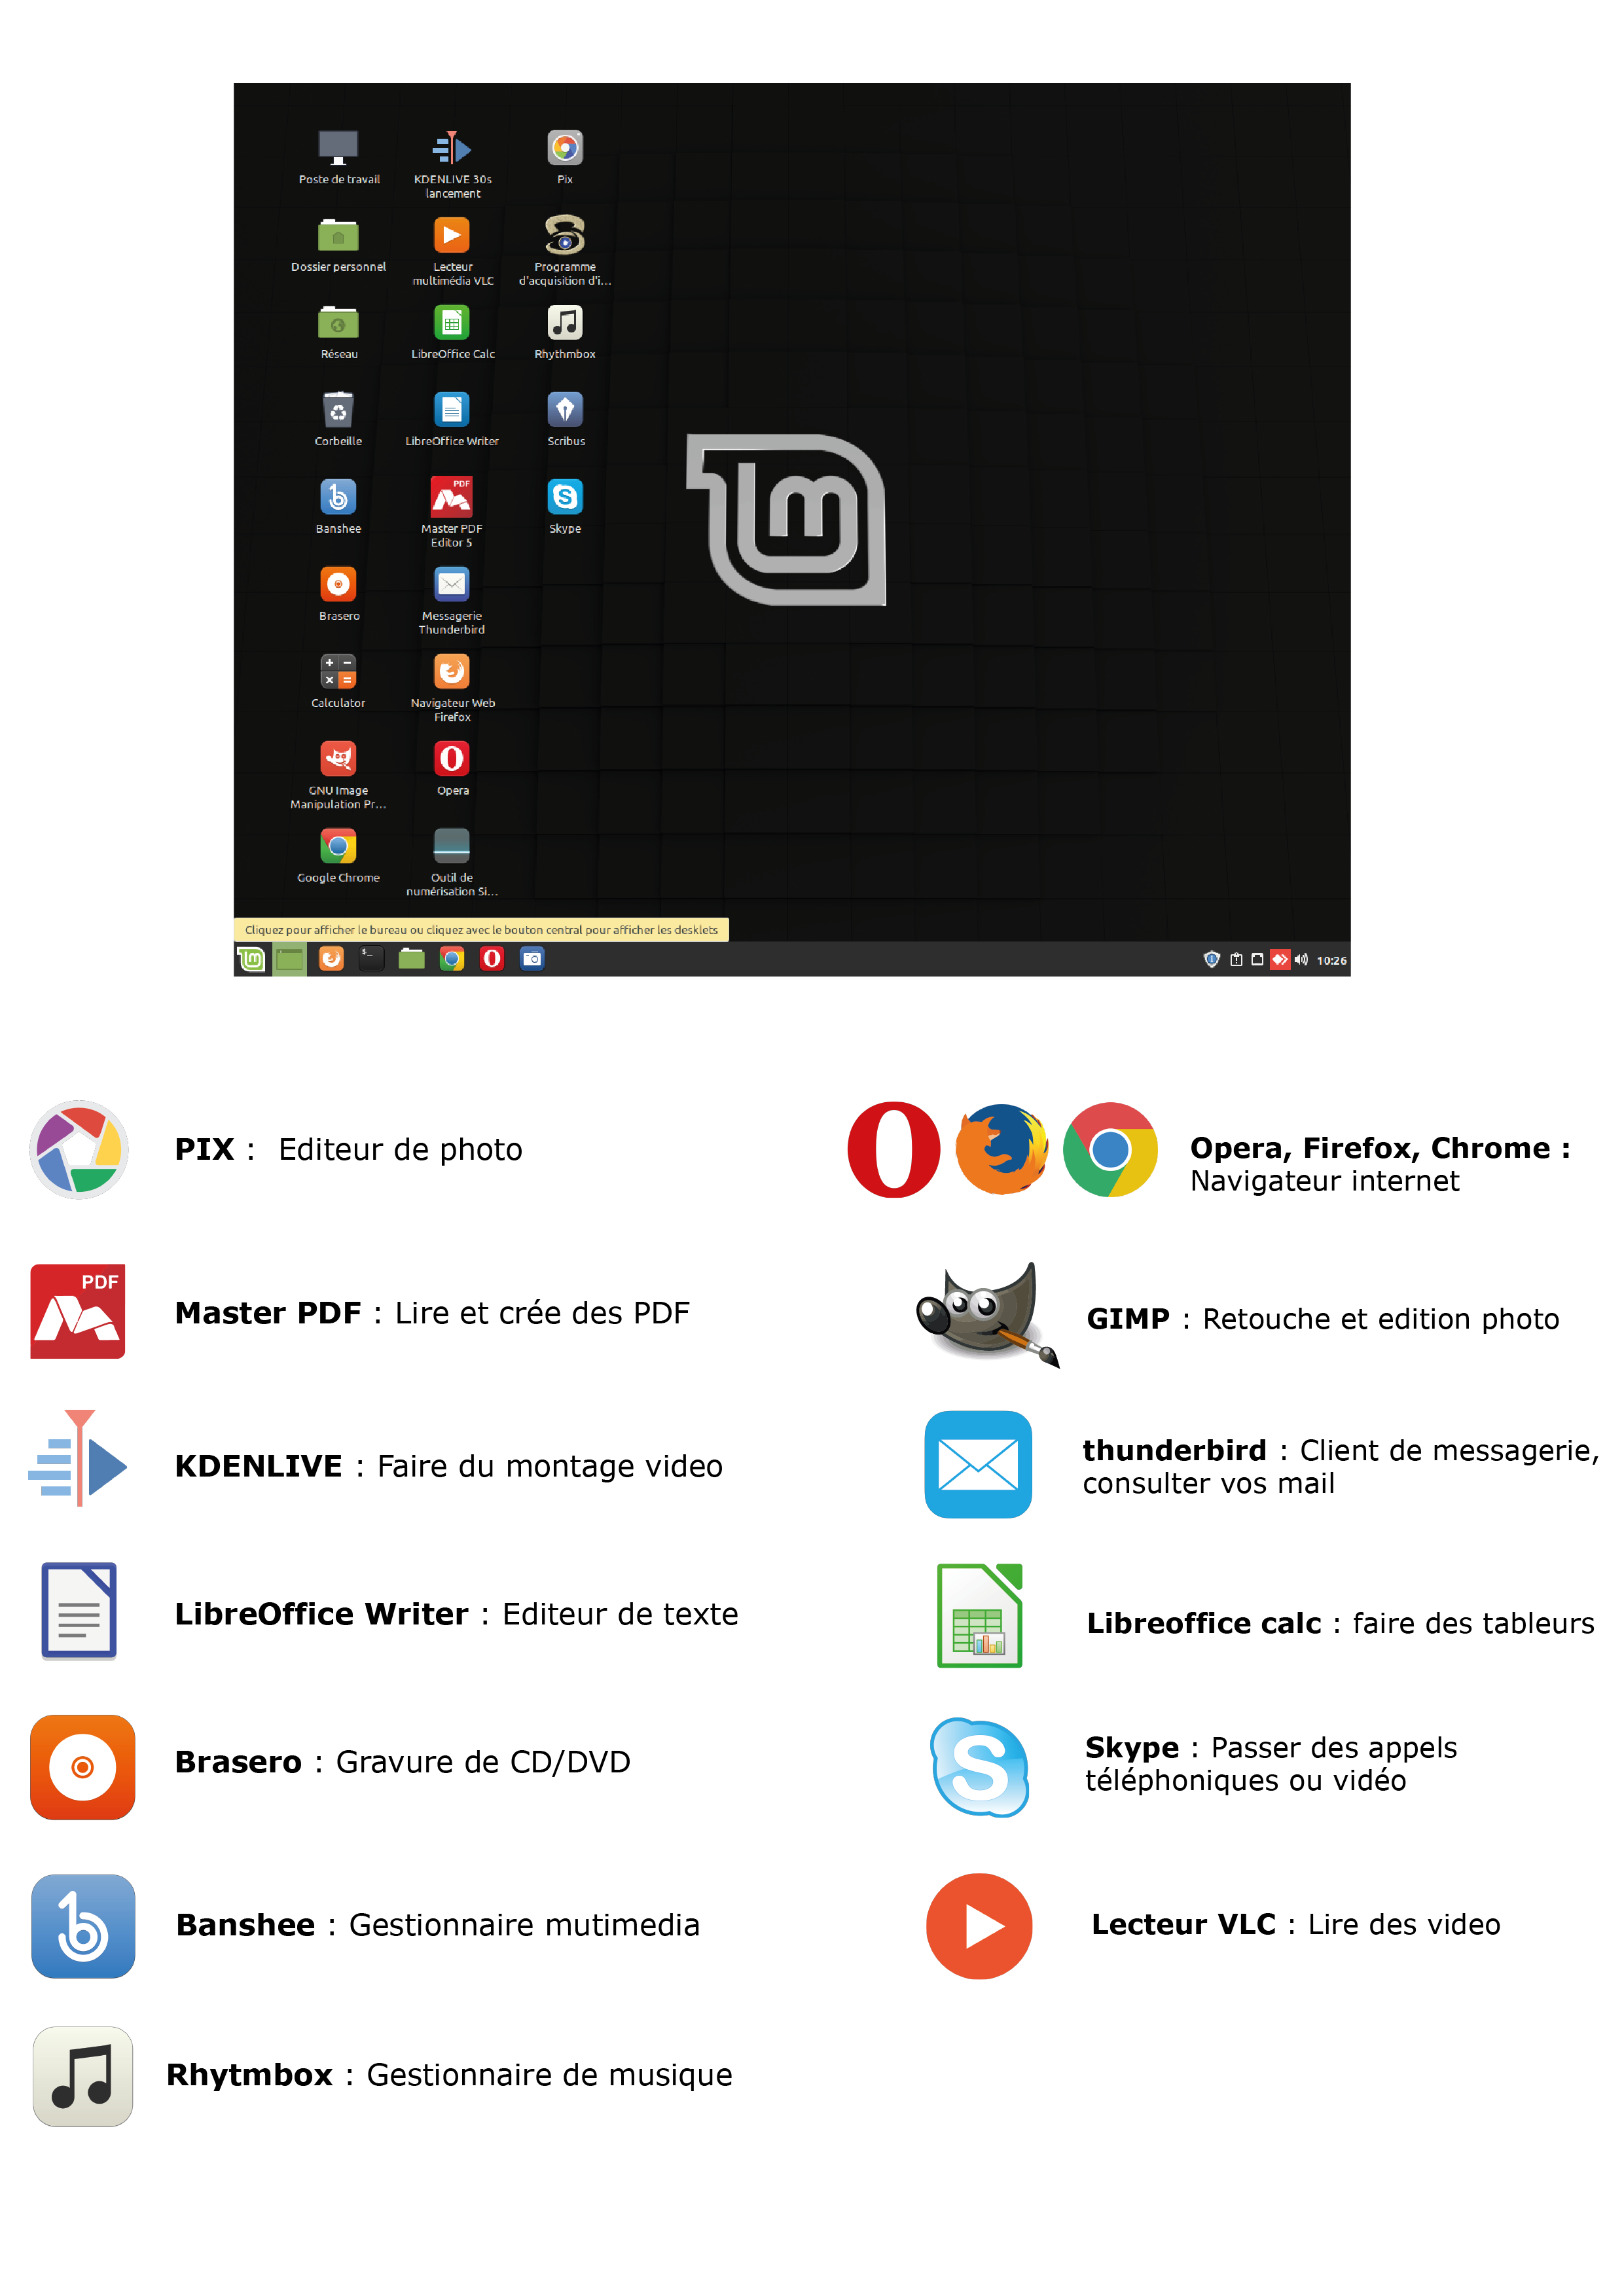 Poste de travail
KDENLIVE 30s
lancement
Pix
Dossier personnel
Lecteur
multimédia VLC
Programme
d'acquisition d'i...
Réseau
LibreOffice Calc
Rhythmbox
Corbeille
LibreOffice Writer
Scribus
PDF
Banshee
Master PDF
Editor 5
Skype
Brasero
Messagerie
Thunderbird
Calculator
Navigateur Web
Firefox
GNU Image
Manipulation Pr...
Opera
Google Chrome
Outil de
numérisation Si...
Cliquez pour afficher le bureau ou cliquez avec le bouton central pour afficher les desklets
10:26
PIX : Editeur de photo
Opera, Firefox, Chrome :
Navigateur internet
PDF
Master PDF : Lire et crée des PDF
GIMP : Retouche et edition photo
KDENLIVE : Faire du montage video
thunderbird : Client de messagerie,
consulter vos mail
LibreOffice Writer : Editeur de texte
Libreoffice calc : faire des tableurs
Brasero : Gravure de CD/DVD
Skype : Passer des appels
téléphoniques ou vidéo
Banshee : Gestionnaire mutimedia
Lecteur VLC : Lire des video
Rhytmbox : Gestionnaire de musique